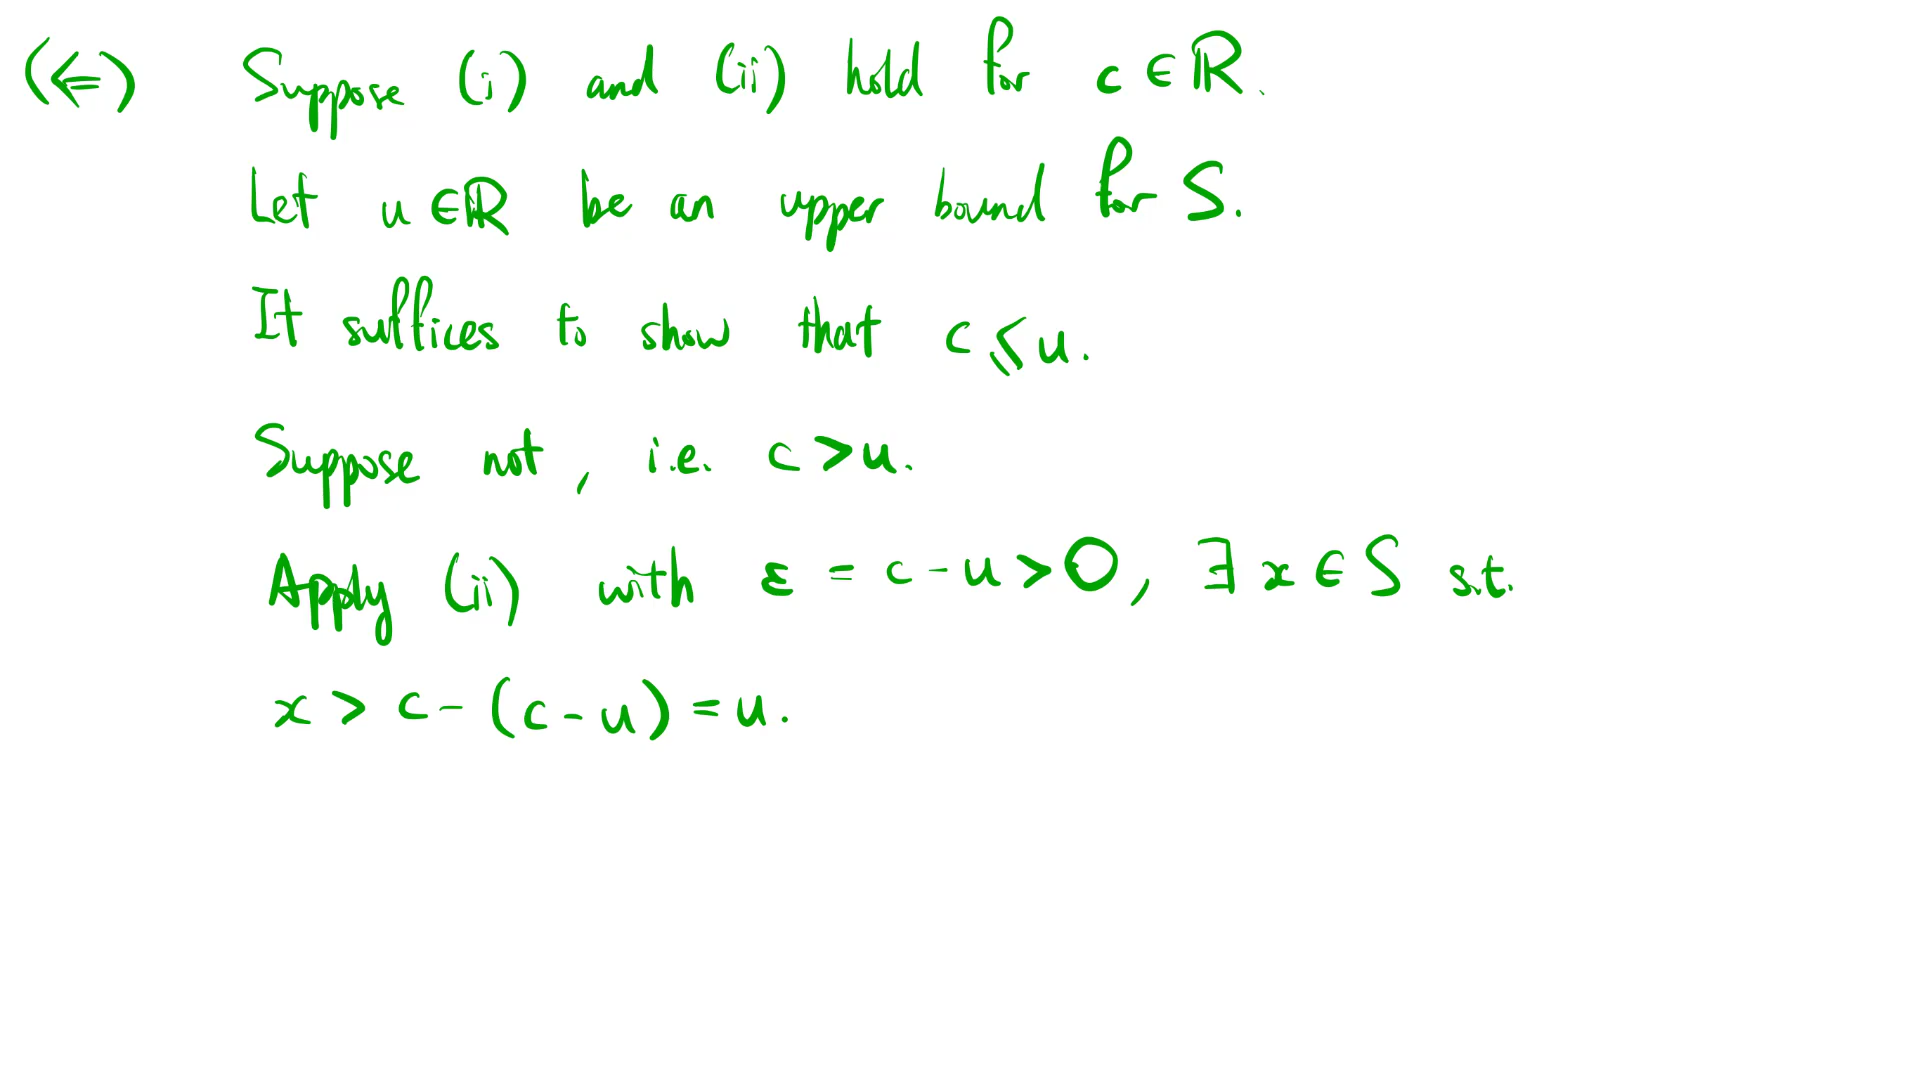 (⇐) Suppose (i) and (ii) hold for c ∈ ℝ.
Let u ∈ ℝ be an upper bound for S.
It suffices to show that c ⩽ u.
Suppose not, i.e. c > u.
Apply (ii) with ε = c - u > 0, ∃ x ∈ S s.t.
x > c - (c - u) = u.